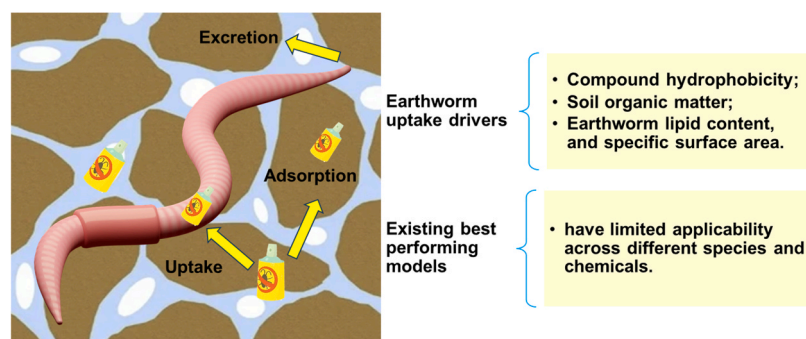 Excretion
Adsorption
Uptake
Earthworm
uptake drivers
• Compound hydrophobicity;
• Soil organic matter;
• Earthworm lipid content,
and specific surface area.
Existing best
performing
models
• have limited applicability
across different species and
chemicals.